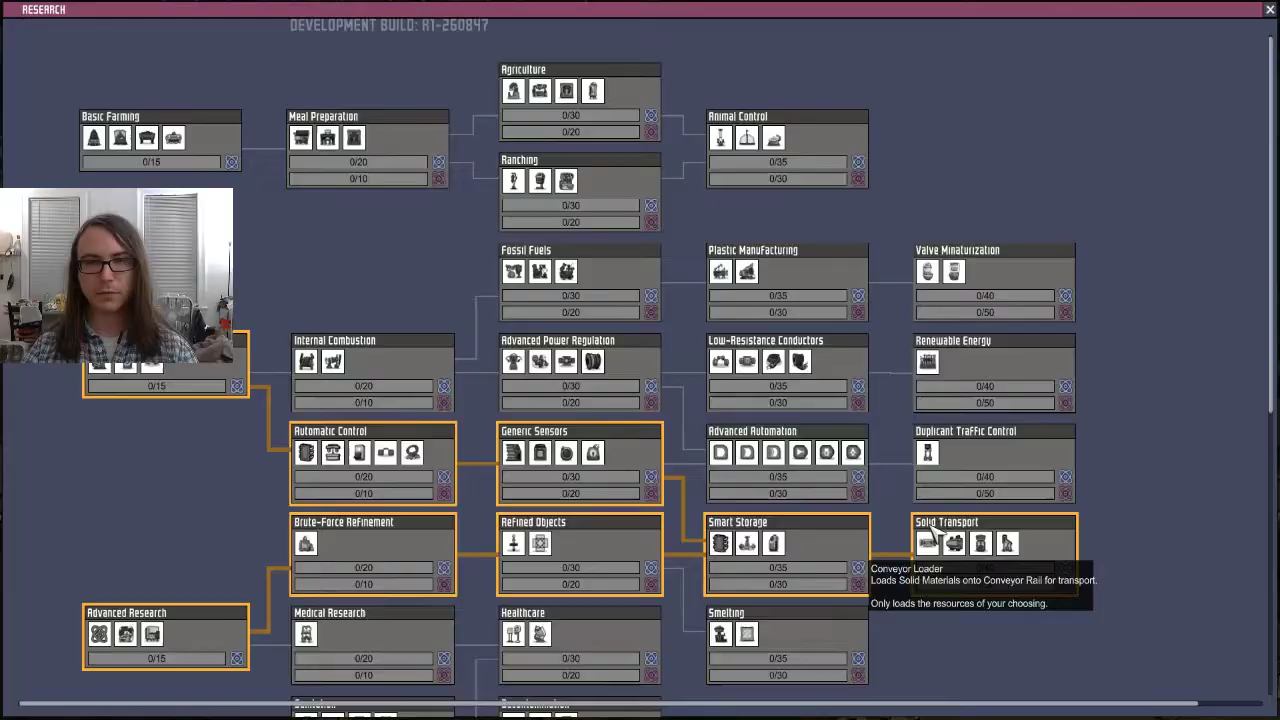 RESEARCH
DEVELOPMENT BUILD: R1-260847
Agriculture
0/30
0/20
Basic Farming
0/15
Meal Preparation
0/20
0/10
Animal Control
0/35
0/30
Ranching
0/30
0/20
Fossil Fuels
0/30
0/20
Plastic Manufacturing
0/35
0/30
Valve Minaturization
0/40
0/50
0/15
Internal Combustion
0/20
0/10
Advanced Power Regulation
0/30
0/20
Low-Resistance Conductors
0/35
0/30
Renewable Energy
0/40
0/50
Automatic Control
0/20
0/10
Generic Sensors
0/30
0/20
Advanced Automation
0/35
0/30
Duplicant Traffic Control
0/40
0/50
Brute-Force Refinement
0/20
0/10
Refined Objects
0/30
0/20
Smart Storage
0/35
0/30
Solid Transport
Conveyor Loader
Loads Solid Materials onto Conveyor Rail for transport.
Only loads the resources of your choosing.
Advanced Research
0/15
Medical Research
0/20
0/10
Healthcare
0/30
0/20
Smelting
0/35
0/30